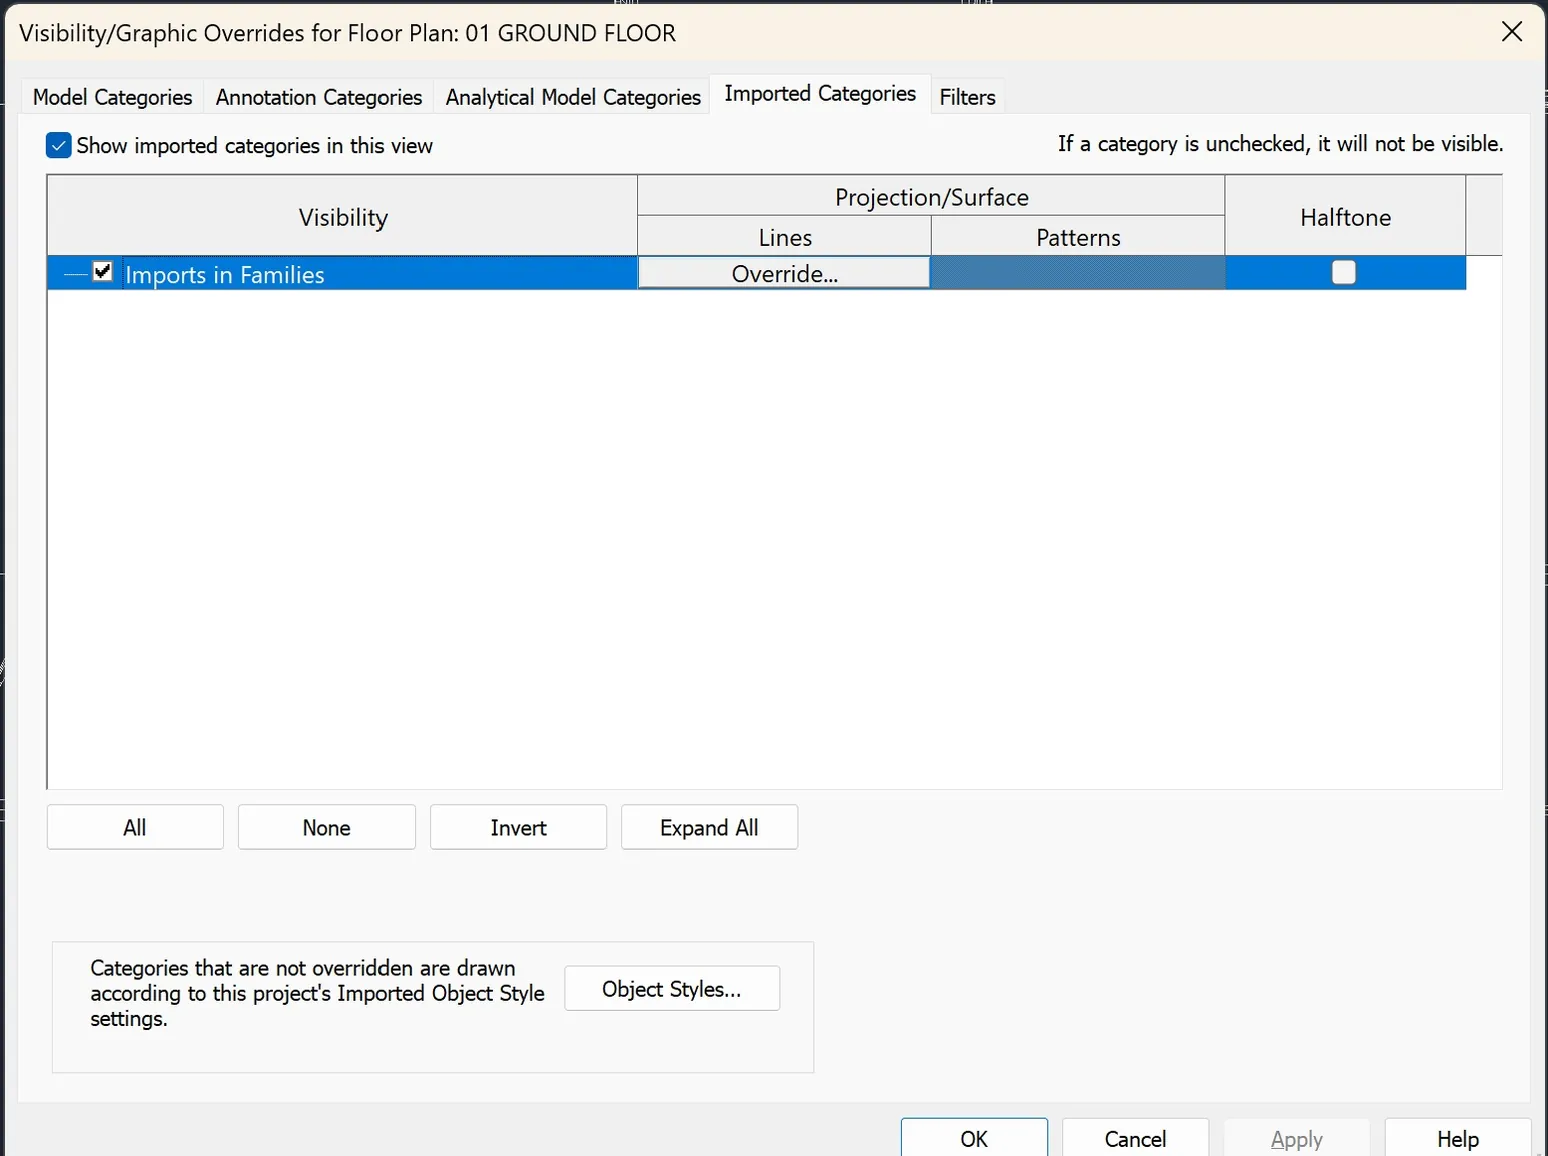 Visibility/Graphic Overrides for Floor Plan: 01 GROUND FLOOR
Model Categories
Annotation Categories
Analytical Model Categories
Imported Categories
Filters
Show imported categories in this view
If a category is unchecked, it will not be visible.
Visibility
Projection/Surface
Halftone
Lines
Patterns
Imports in Families
Override...
All
None
Invert
Expand All
Categories that are not overridden are drawn
according to this project's Imported Object Style
settings.
Object Styles...
OK
Cancel
Apply
Help